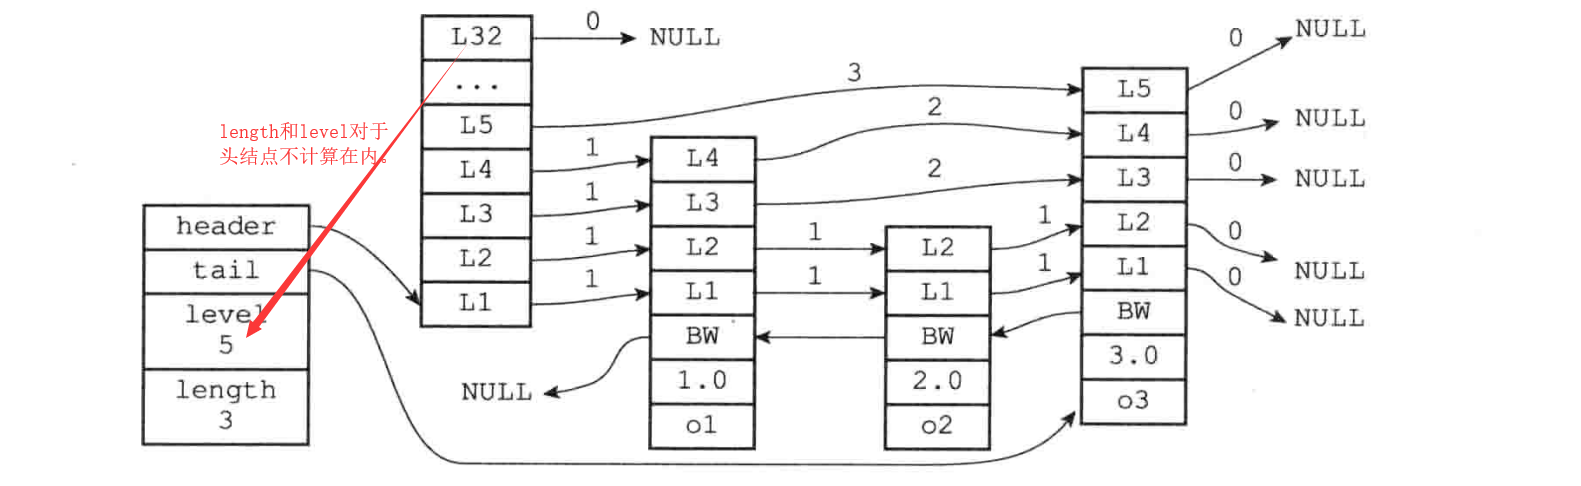 L32
0
NULL
...
L5
3
L4
1
L3
1
L2
1
L1
1
length和level对于
头结点不计算在内。
header
tail
level
5
length
3
L4
2
L3
2
L2
1
L1
1
BW
1.0
o1
NULL
L2
1
L1
1
BW
2.0
o2
L5
0
NULL
L4
0
NULL
L3
0
NULL
L2
0
NULL
L1
0
NULL
BW
3.0
o3